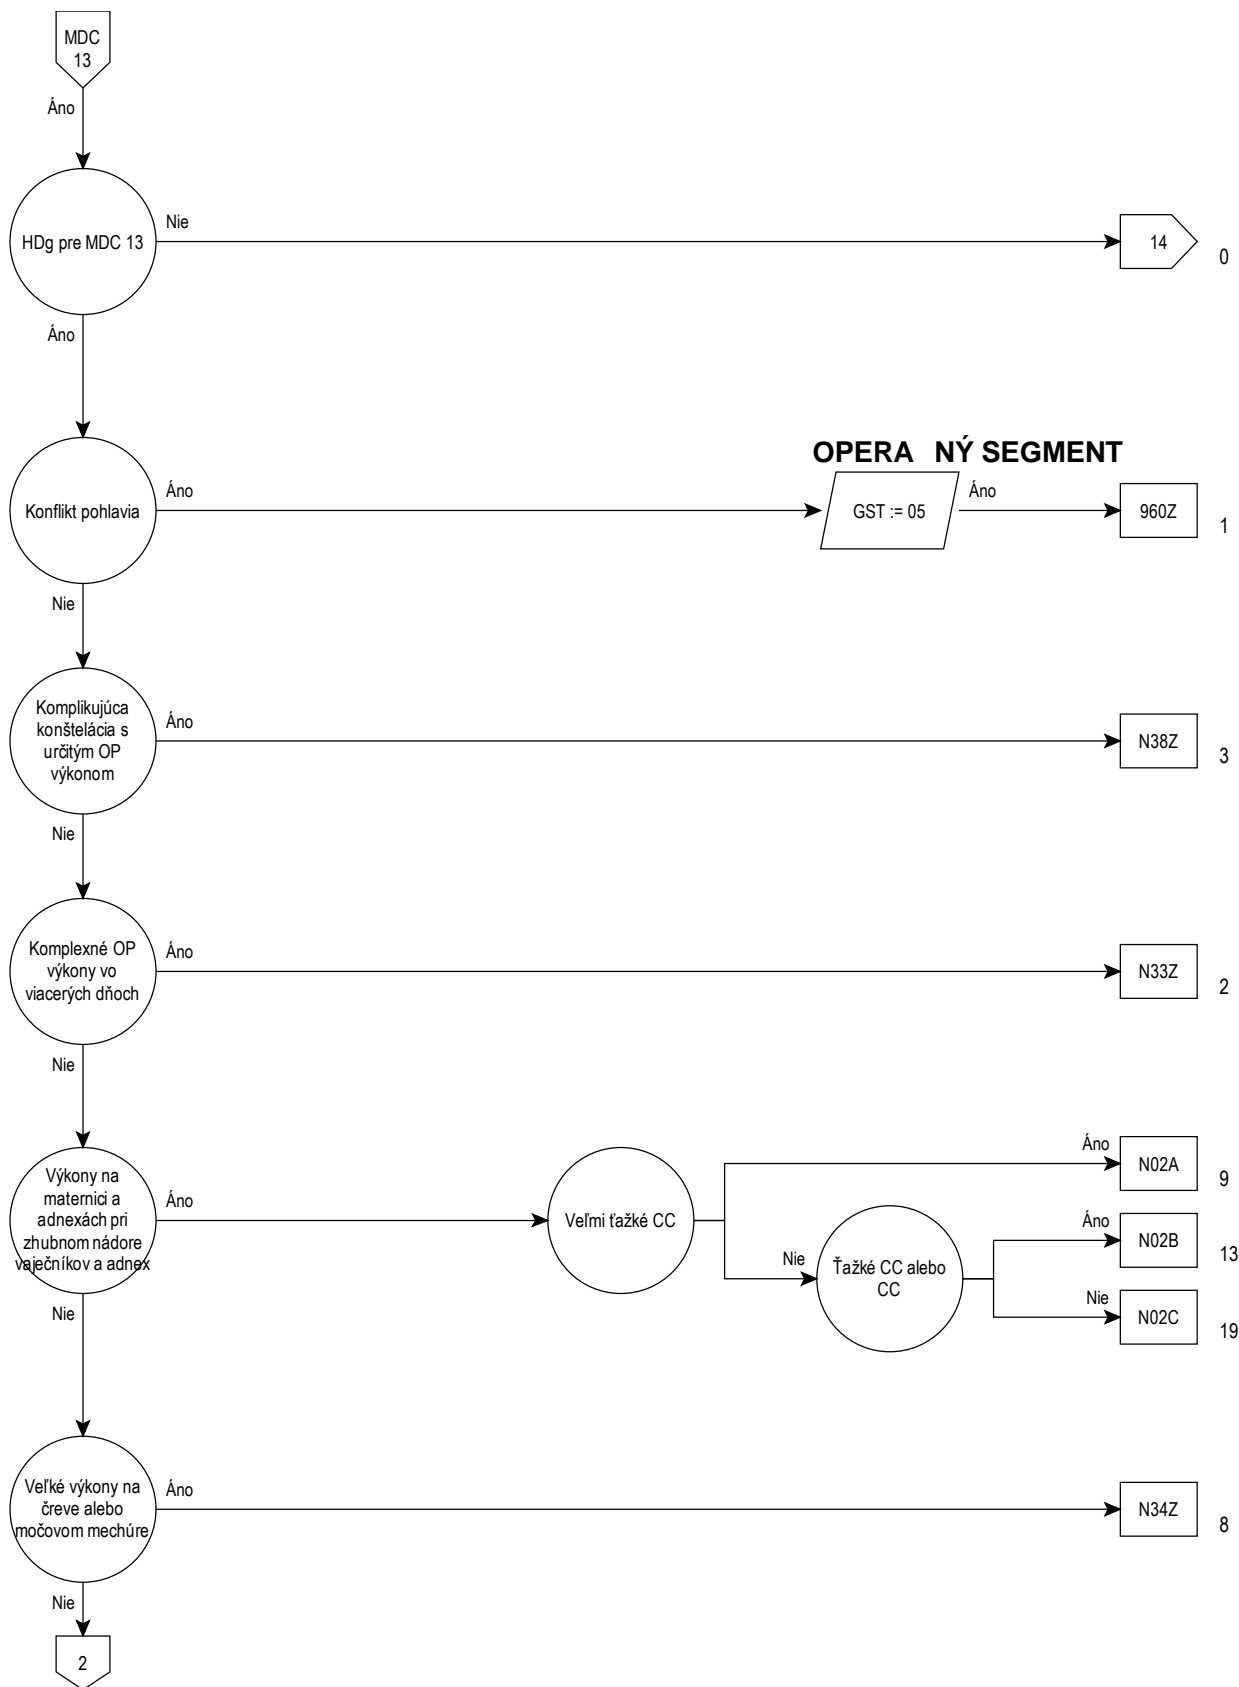 MDC
13
Áno
HDg pre MDC 13
Nie
14
0
Áno
OPERA NÝ SEGMENT
Konflikt pohlavia
Áno
GST := 05
Áno
960Z
1
Nie
Komplikujúca
konštelácia s
určitým OP
výkonom
Áno
N38Z
3
Nie
Komplexné OP
výkony vo
viacerých dňoch
Áno
N33Z
2
Nie
Výkony na
maternici a
adnexách pri
zhubnom nádore
vaječníkov a adnex
Áno
Veľmi ťažké CC
Áno
N02A
9
Nie
Ťažké CC alebo
CC
Áno
N02B
13
Nie
N02C
19
Nie
Veľké výkony na
čreve alebo
močovom mechúre
Áno
N34Z
8
Nie
2